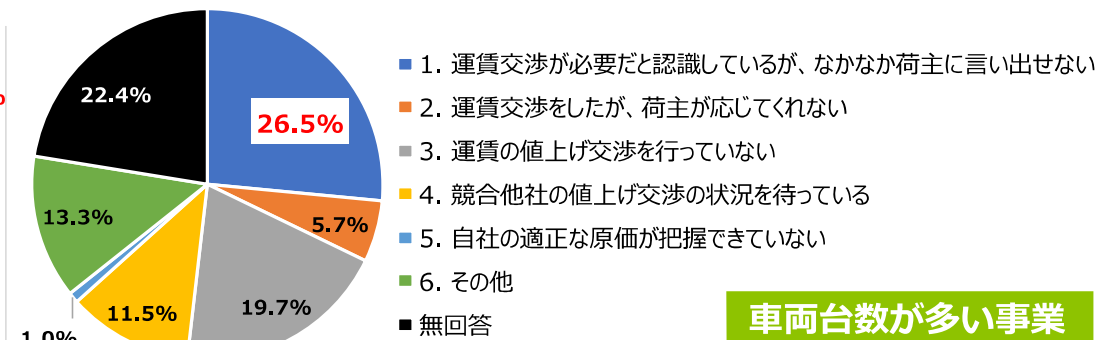 22.4%
26.5%
5.7%
19.7%
11.5%
1.0%
13.3%
1. 運賃交渉が必要だと認識しているが、なかなか荷主に言い出せない
2. 運賃交渉をしたが、荷主が応じてくれない
3. 運賃の値上げ交渉を行っていない
4. 競合他社の値上げ交渉の状況を待っている
5. 自社の適正な原価が把握できていない
6. その他
無回答
車両台数が多い事業